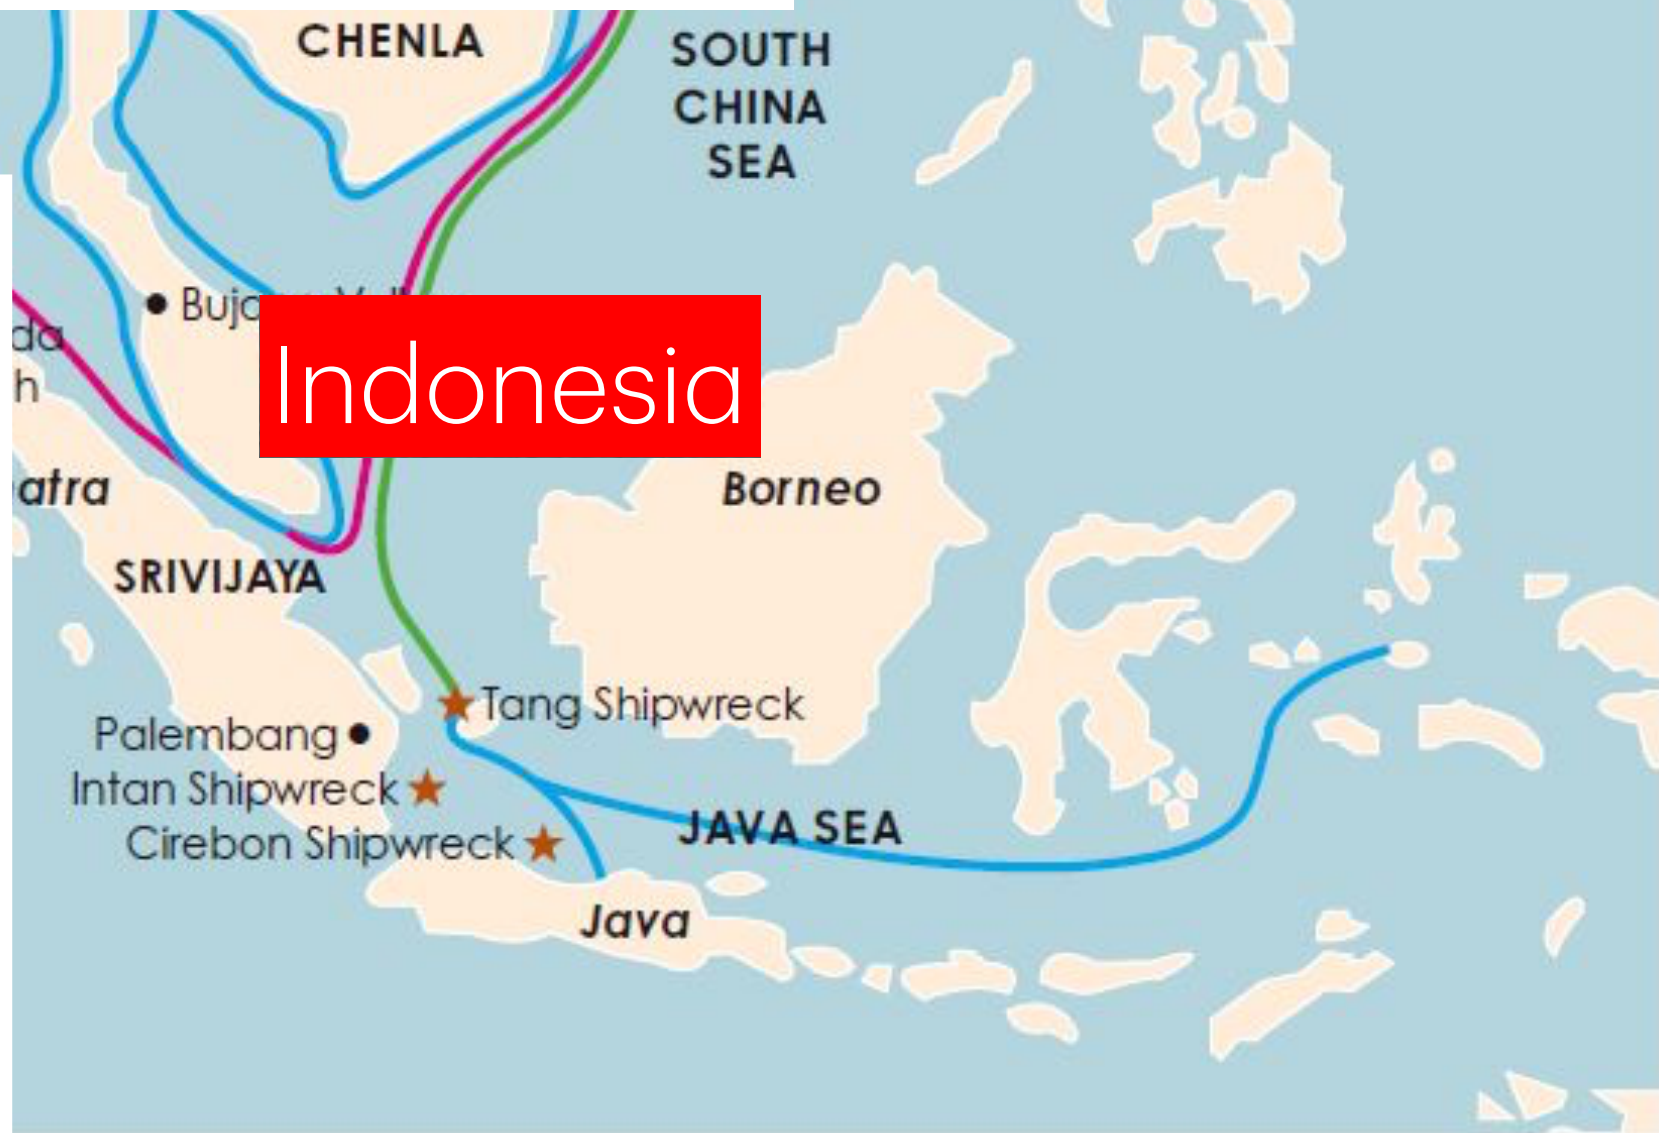 CHENLA
SOUTH
CHINA
SEA
Indonesia
Borneo
SRIVIJAYA
Tang Shipwreck
Palembang
Intan Shipwreck
Cirebon Shipwreck
JAVA SEA
Java